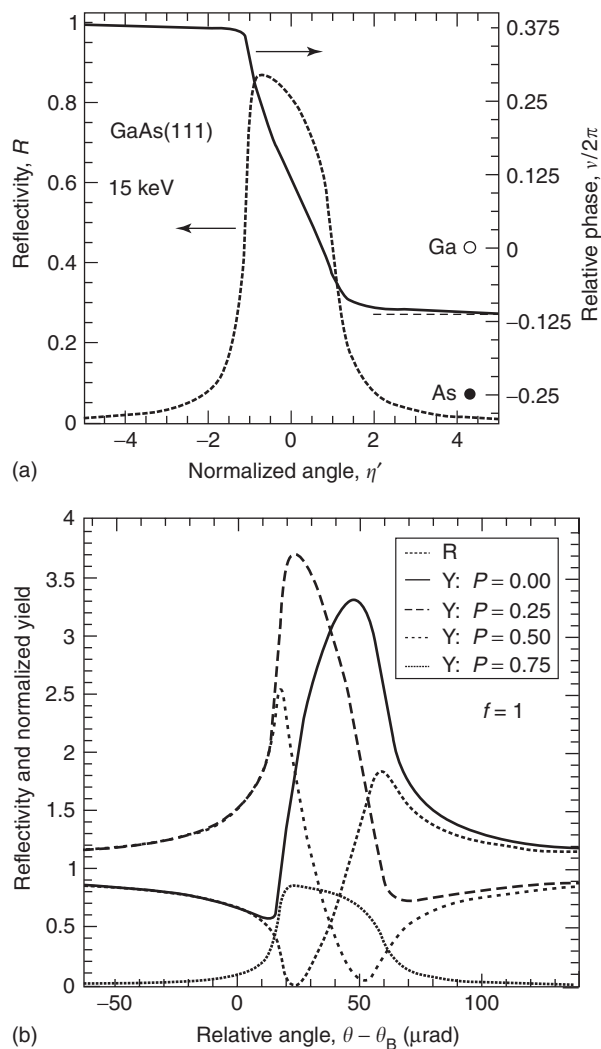 1
0.8
0.6
0.4
0.2
0
Reflectivity, R
GaAs(111)
15 keV
Ga
As
0.375
0.25
0.125
0
−0.125
−0.25
Relative phase, ν/2π
−4 −2 0 2 4
(a)
Normalized angle, η′
4
3.5
3
2.5
2
1.5
1
0.5
0
Reflectivity and normalized yield
R
Y: P = 0.00
Y: P = 0.25
Y: P = 0.50
Y: P = 0.75
f = 1
−50 0 50 100
(b)
Relative angle, θ − θB (μrad)